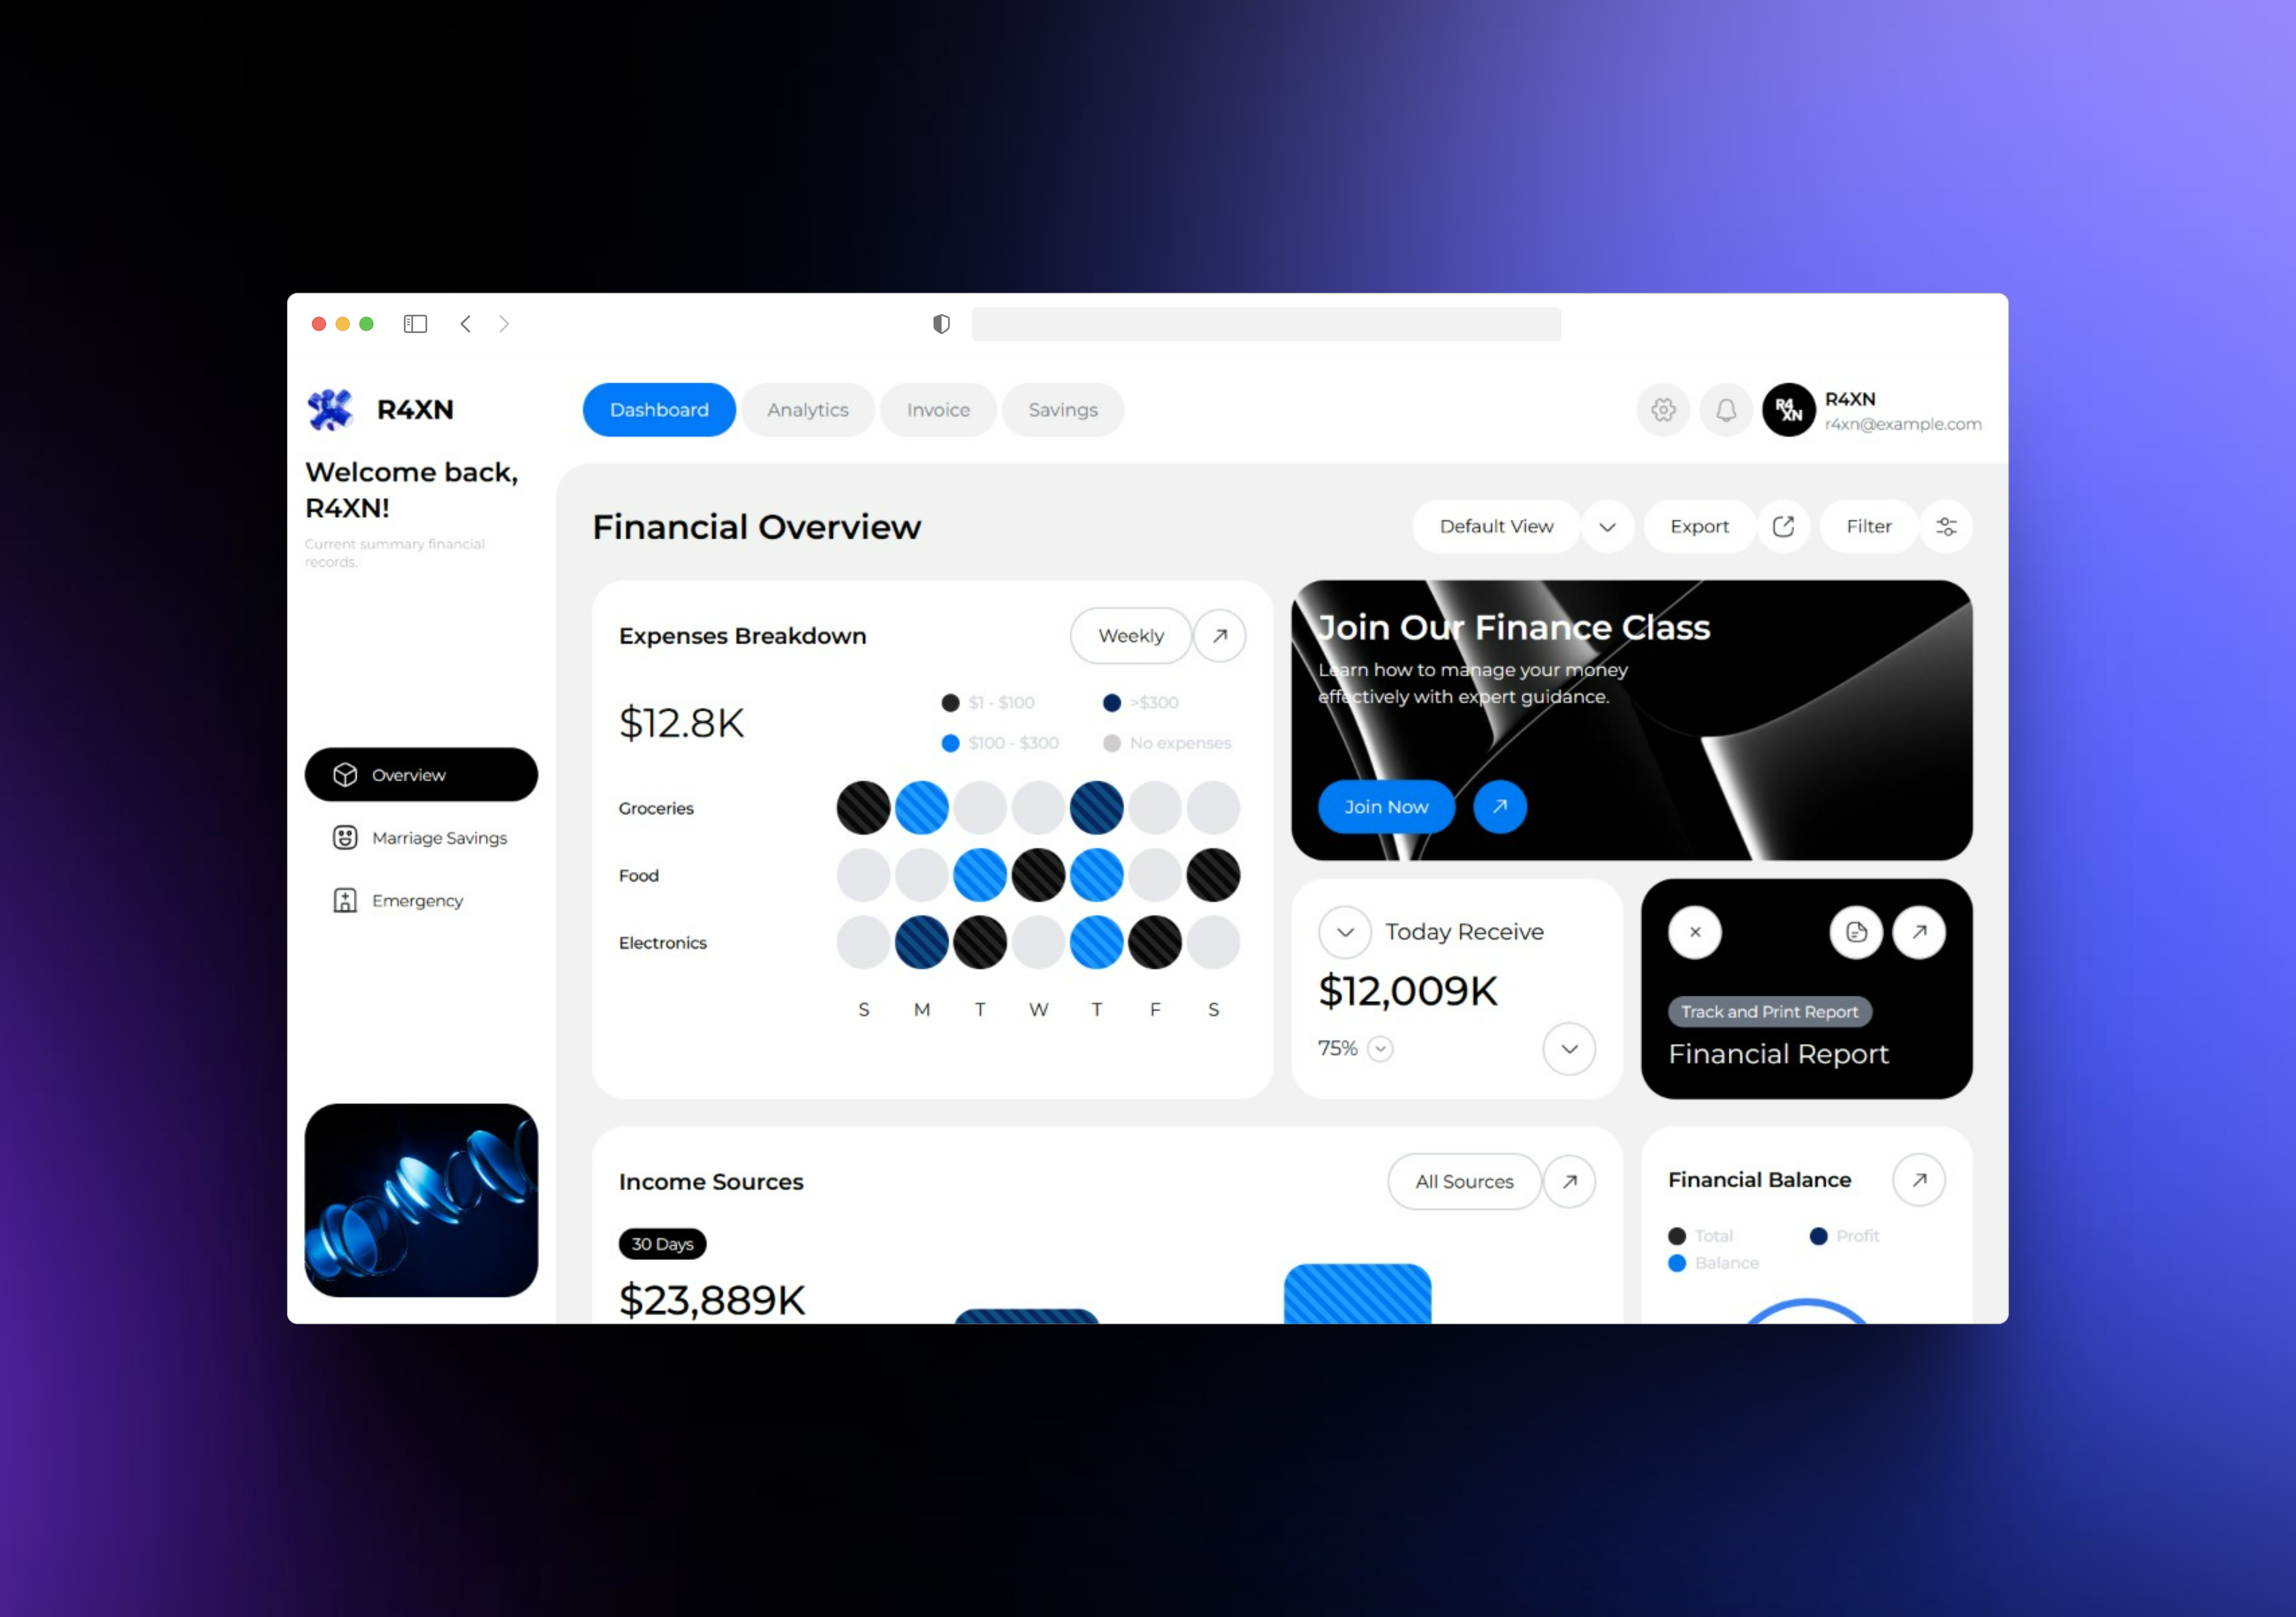 R4XN
Dashboard
Analytics
Invoice
Savings
R4
XN
R4XN
r4xn@example.com
Welcome back,
R4XN!
Current summary financial
records.
Overview
Marriage Savings
Emergency
Financial Overview
Default View
Export
Filter
Expenses Breakdown
Weekly
$12.8K
$1 - $100
>$300
$100 - $300
No expenses
Groceries
Food
Electronics
S M T W T F S
Join Our Finance Class
Learn how to manage your money
effectively with expert guidance.
Join Now
Today Receive
$12,009K
75%
Track and Print Report
Financial Report
Income Sources
All Sources
30 Days
$23,889K
Financial Balance
Total
Profit
Balance